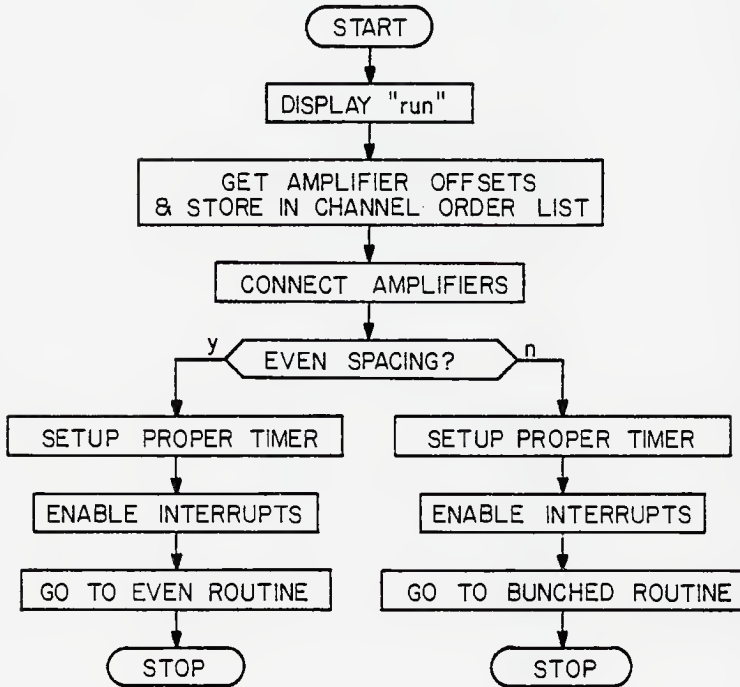 START
DISPLAY "run"
GET AMPLIFIER OFFSETS
& STORE IN CHANNEL ORDER LIST
CONNECT AMPLIFIERS
EVEN SPACING?
y
n
SETUP PROPER TIMER
ENABLE INTERRUPTS
GO TO EVEN ROUTINE
STOP
SETUP PROPER TIMER
ENABLE INTERRUPTS
GO TO BUNCHED ROUTINE
STOP